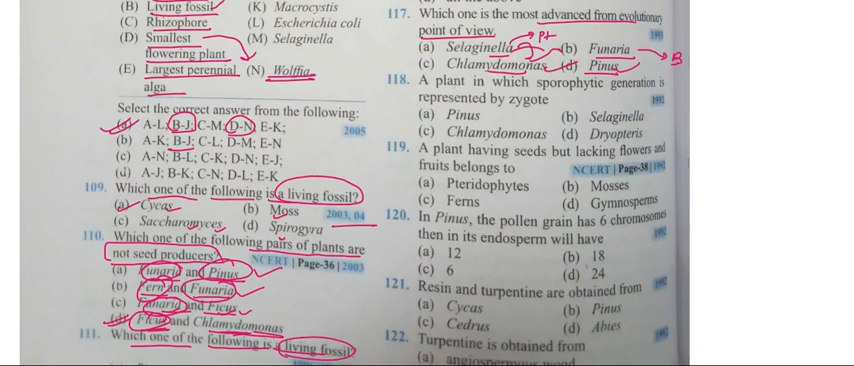 (B) Living fossil (K) Macrocystis
(C) Rhizophore (L) Escherichia coli
(D) Smallest (M) Selaginella
flowering plant
(E) Largest perennial (N) Wolffia
alga
Select the correct answer from the following:
(a) A-L; B-J; C-M; D-N; E-K; 2005
(b) A-K; B-J; C-L; D-M; E-N
(c) A-N; B-L; C-K; D-N; E-J;
(d) A-J; B-K; C-N; D-L; E-K
109. Which one of the following is a living fossil?
(a) Cycas (b) Moss 2003, 04
(c) Saccharomyces (d) Spirogyra
110. Which one of the following pairs of plants are
not seed producers? NCERT | Page-36 | 2003
(a) Funaria and Pinus
(b) Fern and Funaria
(c) Funaria and Ficus
(d) Ficus and Chlamydomonas
111. Which one of the following is a living fossil?
117. Which one is the most advanced from evolutionary
point of view. Pt 1991
(a) Selaginella (b) Funaria B
(c) Chlamydomonas (d) Pinus
118. A plant in which sporophytic generation is
represented by zygote 1992
(a) Pinus (b) Selaginella
(c) Chlamydomonas (d) Dryopteris
119. A plant having seeds but lacking flowers and
fruits belongs to NCERT | Page-38 | 1992
(a) Pteridophytes (b) Mosses
(c) Ferns (d) Gymnosperms
120. In Pinus, the pollen grain has 6 chromosomes
then in its endosperm will have 1992
(a) 12 (b) 18
(c) 6 (d) 24
121. Resin and turpentine are obtained from
(a) Cycas (b) Pinus
(c) Cedrus (d) Abies
122. Turpentine is obtained from
(a) angiospermous wood